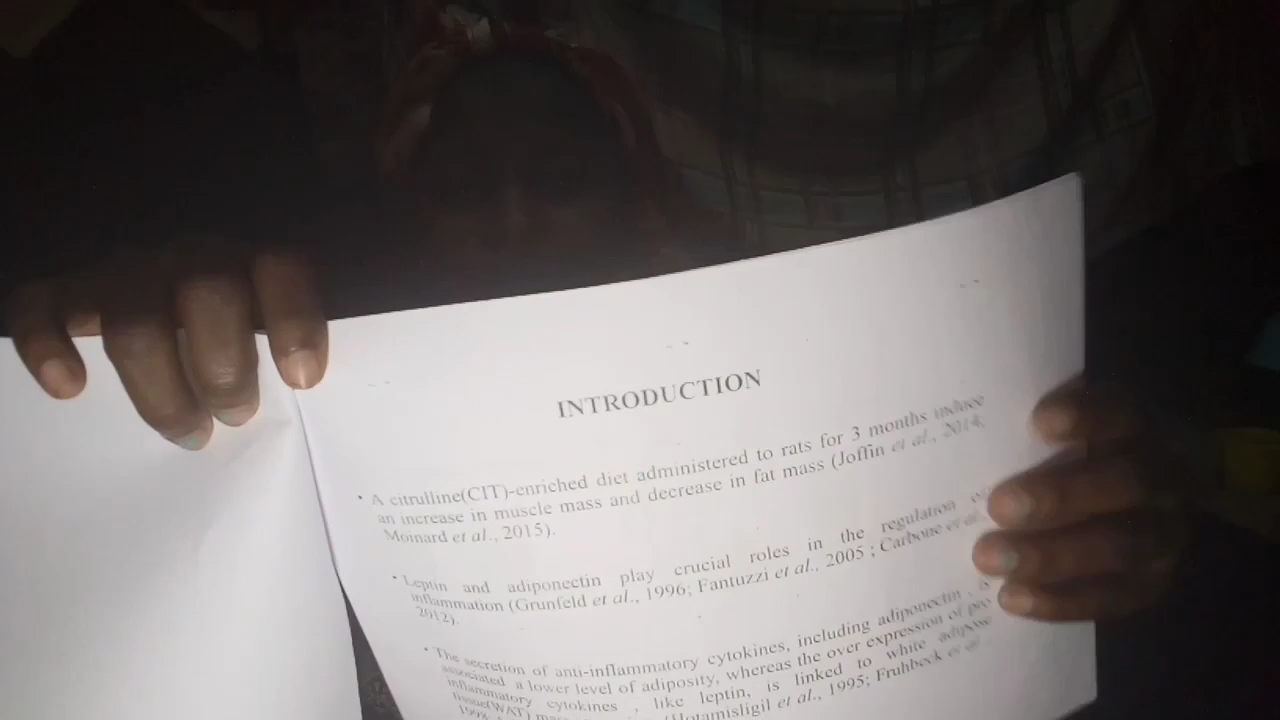 INTRODUCTION
• A citrulline(CIT)-enriched diet administered to rats for 3 months induce
an increase in muscle mass and decrease in fat mass (Joffin et al., 2014;
Moinard et al., 2015).
• Leptin and adiponectin play crucial roles in the regulation
inflammation (Grunfeld et al., 1996; Fantuzzi et al., 2005 ; Carbone et al
2012).
• The secretion of anti-inflammatory cytokines, including adiponectin ,
associated a lower level of adiposity, whereas the over expression of pro
inflammatory cytokines , like leptin, is linked to white adipose
tissue(WAT) (Hotamisligil et al., 1995; Fruhbeck et al